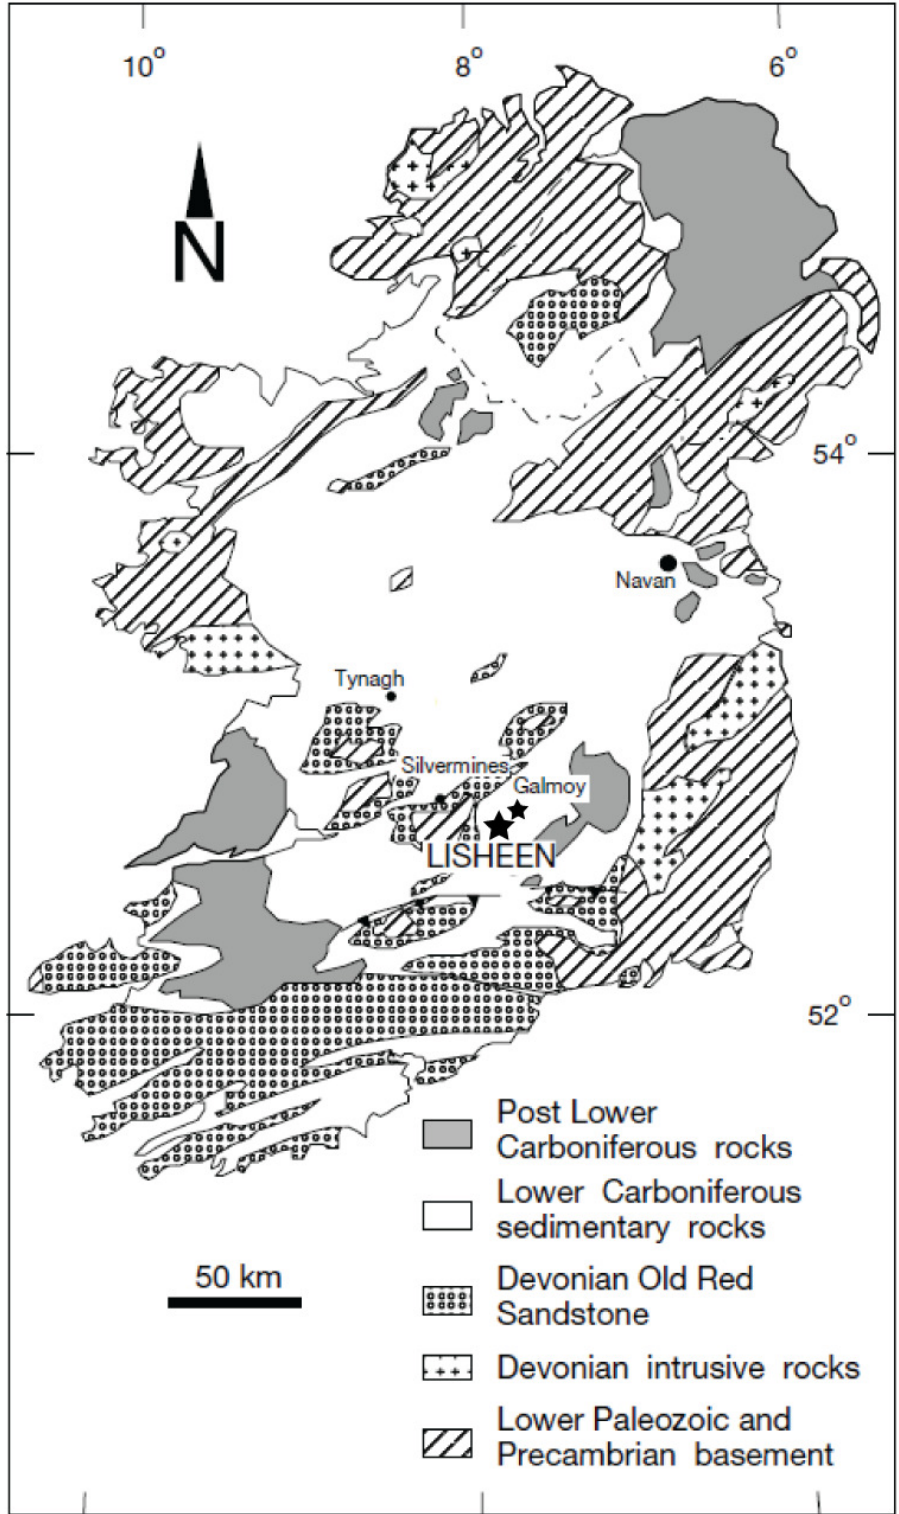 10° 8° 6°
N
54°
Navan
Tynagh
Silvermines
Galmoy
LISHEEN
52°
Post Lower
Carboniferous rocks
Lower Carboniferous
sedimentary rocks
50 km
Devonian Old Red
Sandstone
Devonian intrusive rocks
Lower Paleozoic and
Precambrian basement